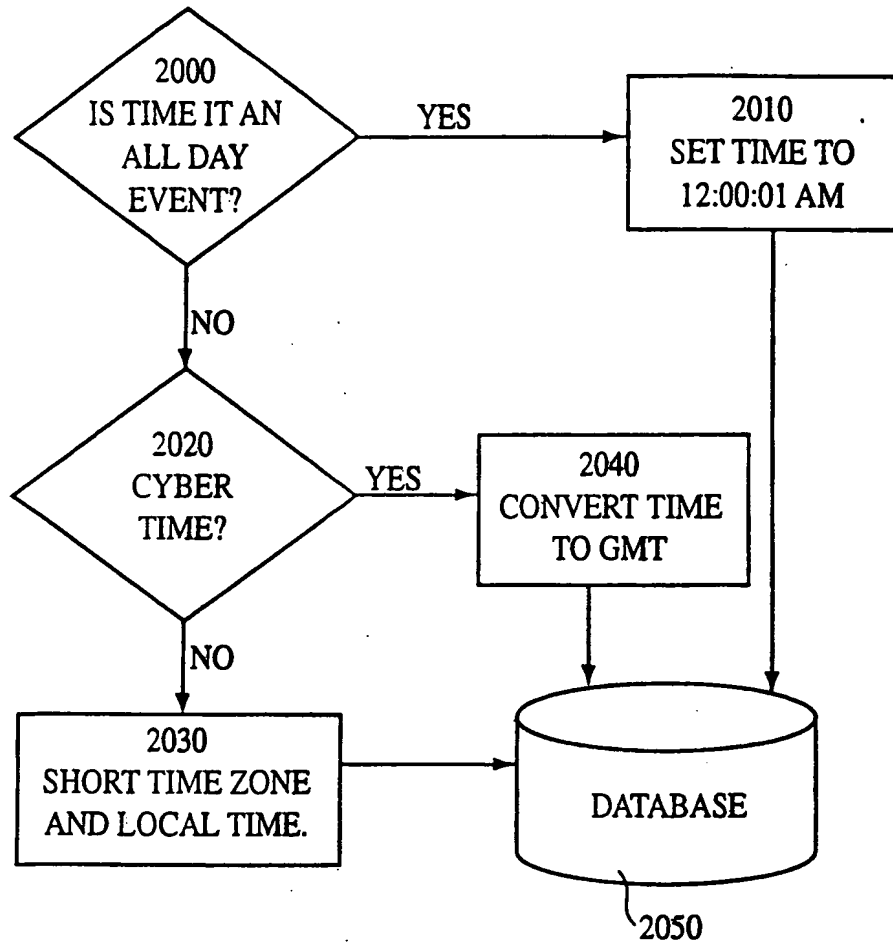 2000
IS TIME IT AN
ALL DAY
EVENT?
YES
2010
SET TIME TO
12:00:01 AM
NO
2020
CYBER
TIME?
YES
2040
CONVERT TIME
TO GMT
NO
2030
SHORT TIME ZONE
AND LOCAL TIME.
DATABASE
2050